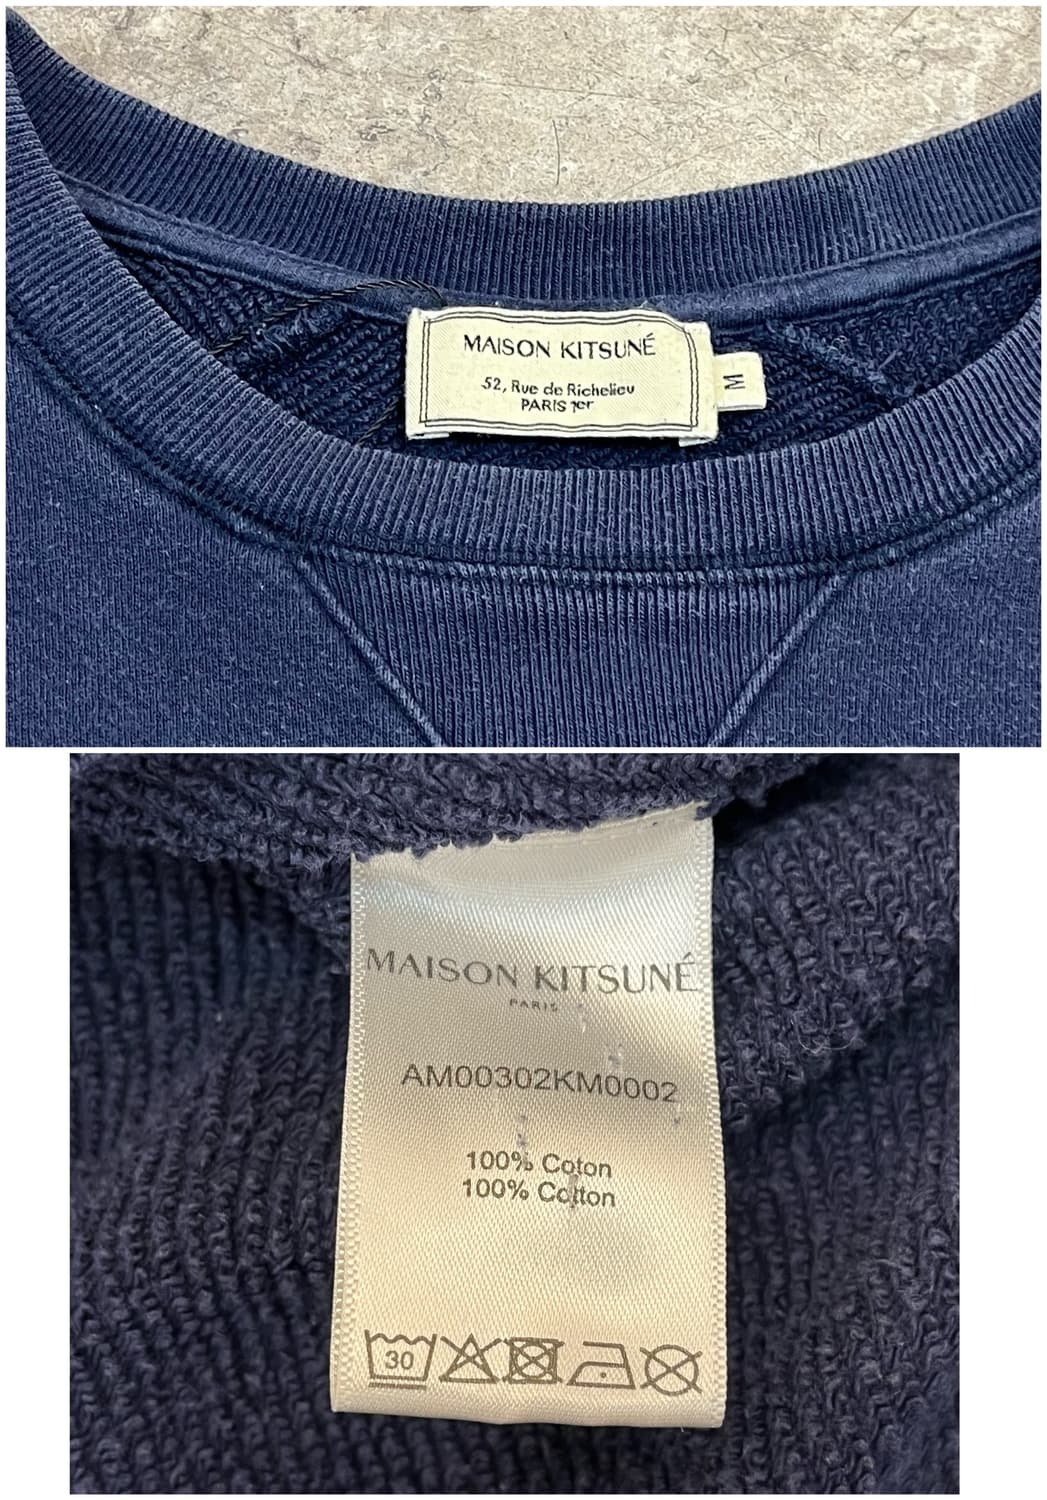 MAISON KITSUNÉ
52, Rue de Richelieu
PARIS 1er
M
MAISON KITSUNÉ
PARIS
AM00302KM0002
100% Coton
100% Cotton
30